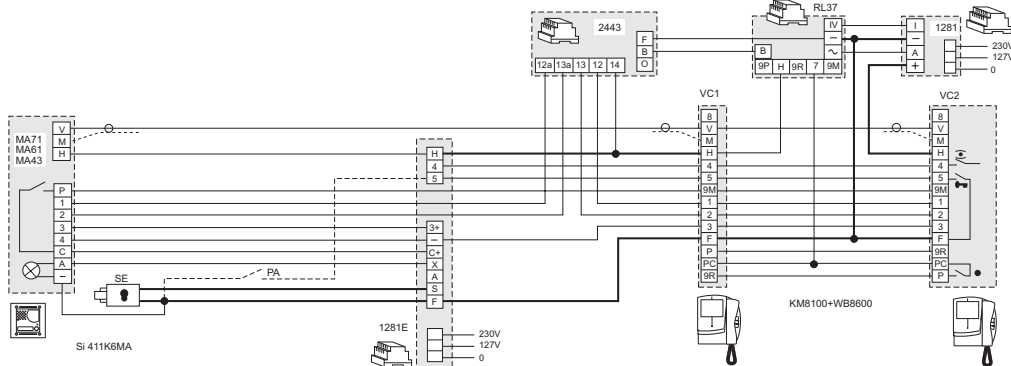 RL37
2443
1281
F
B
O
12a 13a 13 12 14
IV
–
~
B
9P H 9R 7 9M
I
–
A
+
230V
127V
0
VC1
VC2
MA71
MA61
MA43
V
M
H
P
1
2
3
4
C
A
–
H
4
5
3+
–
C+
X
A
S
F
8
V
M
H
4
5
9M
1
2
3
F
P
PC
9R
8
V
M
H
4
5
9M
1
2
3
F
9R
PC
P
SE
PA
KM8100+WB8600
Si 411K6MA
1281E
230V
127V
0